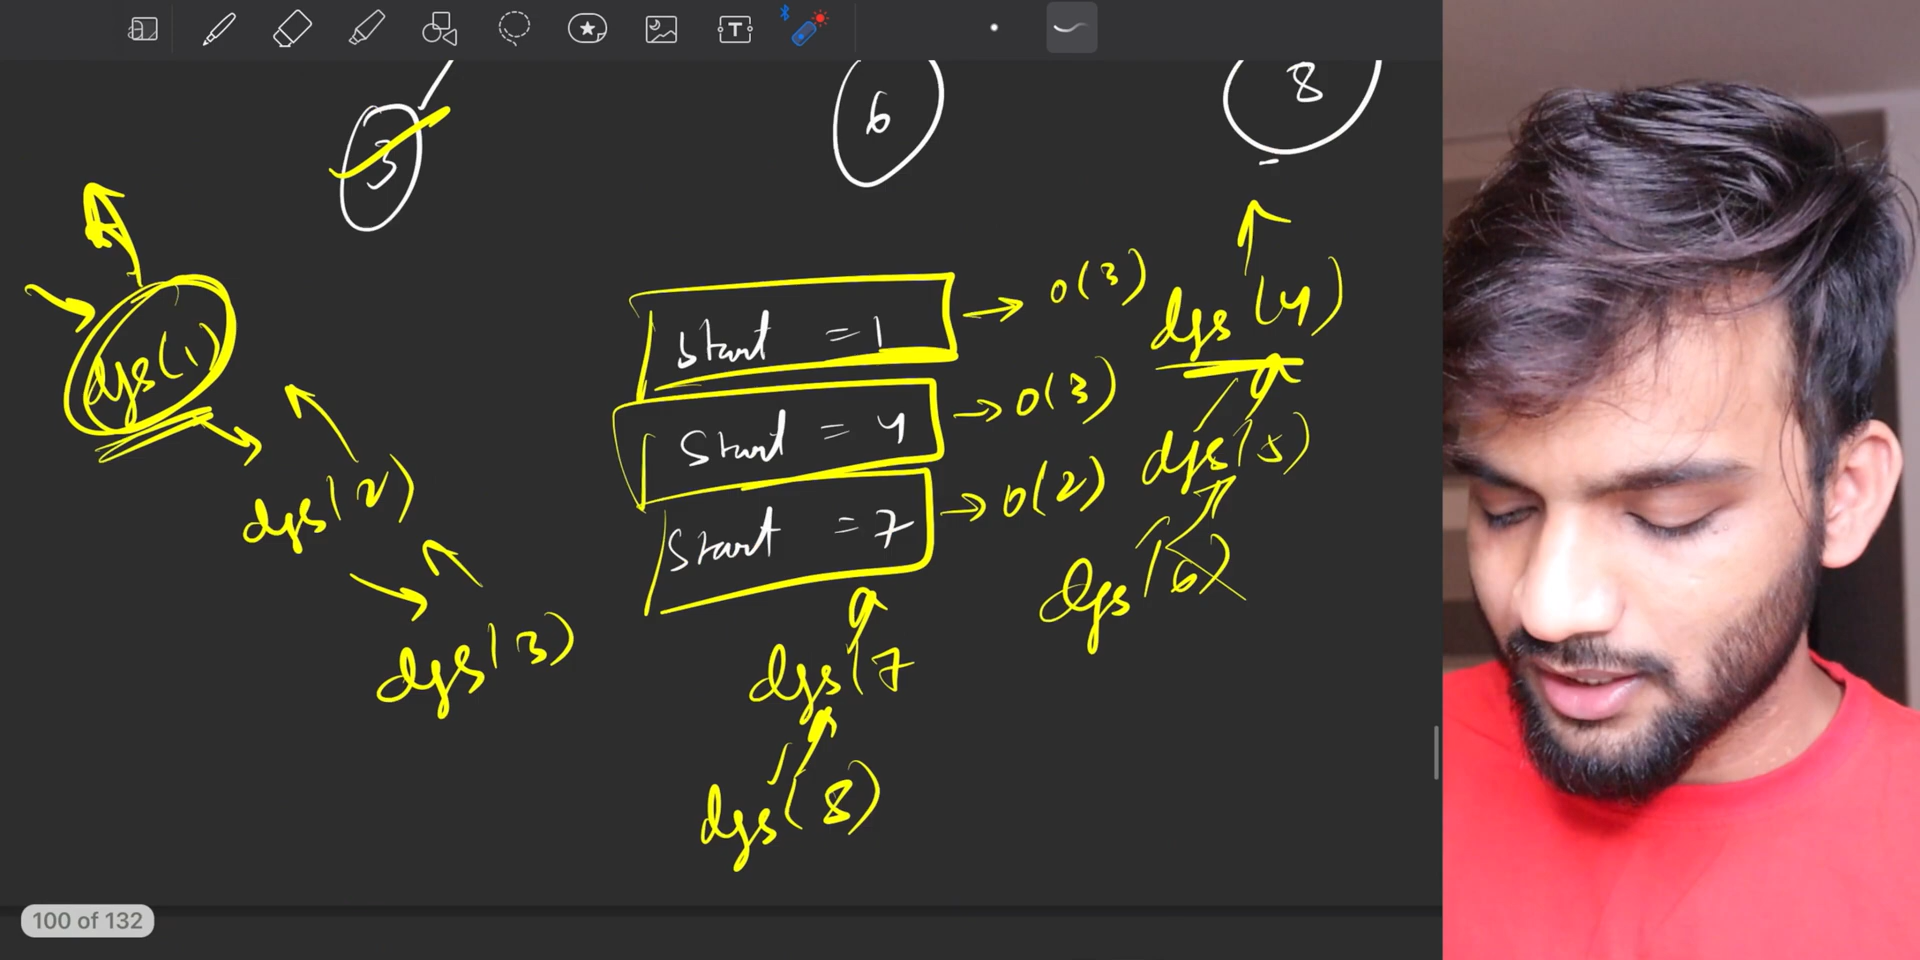 T
3
6
8
dfs(1)
dfs(2)
dfs(3)
Start = 1 → O(3)
Start = 4 → O(3)
Start = 7 → O(2)
dfs(4)
dfs(5)
dfs(6)
dfs(7
dfs(8)
100 of 132